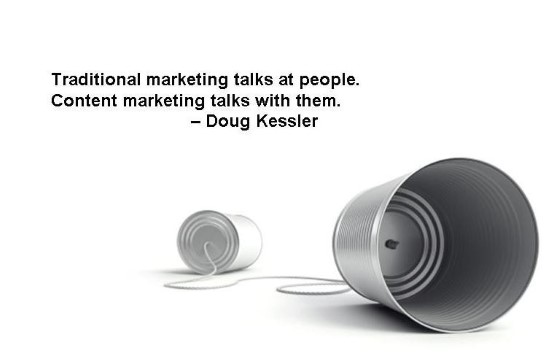 Traditional marketing talks at people.
Content marketing talks with them.
– Doug Kessler